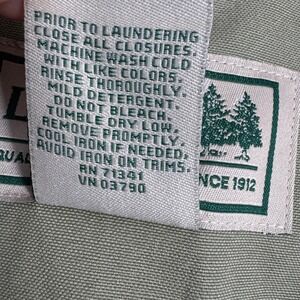 PRIOR TO LAUNDERING
CLOSE ALL CLOSURES.
MACHINE WASH COLD
WITH LIKE COLORS.
RINSE THOROUGHLY.
MILD DETERGENT.
DO NOT BLEACH.
TUMBLE DRY LOW,
REMOVE PROMPTLY.
COOL IRON IF NEEDED,
AVOID IRON ON TRIMS.
RN 71341
VN 03790
L
QUAL
NCE 1912